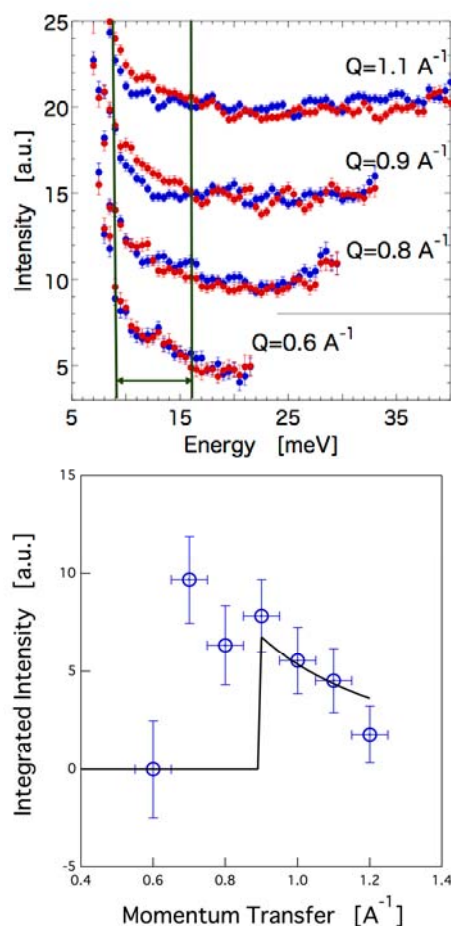 25
20
15
10
5
Intensity [a.u.]
Q=1.1 A-1
Q=0.9 A-1
Q=0.8 A-1
Q=0.6 A-1
5 15 25 35
Energy [meV]
15
10
5
0
-5
Integrated Intensity [a.u.]
0.4 0.6 0.8 1.0 1.2 1.4
Momentum Transfer [A-1]